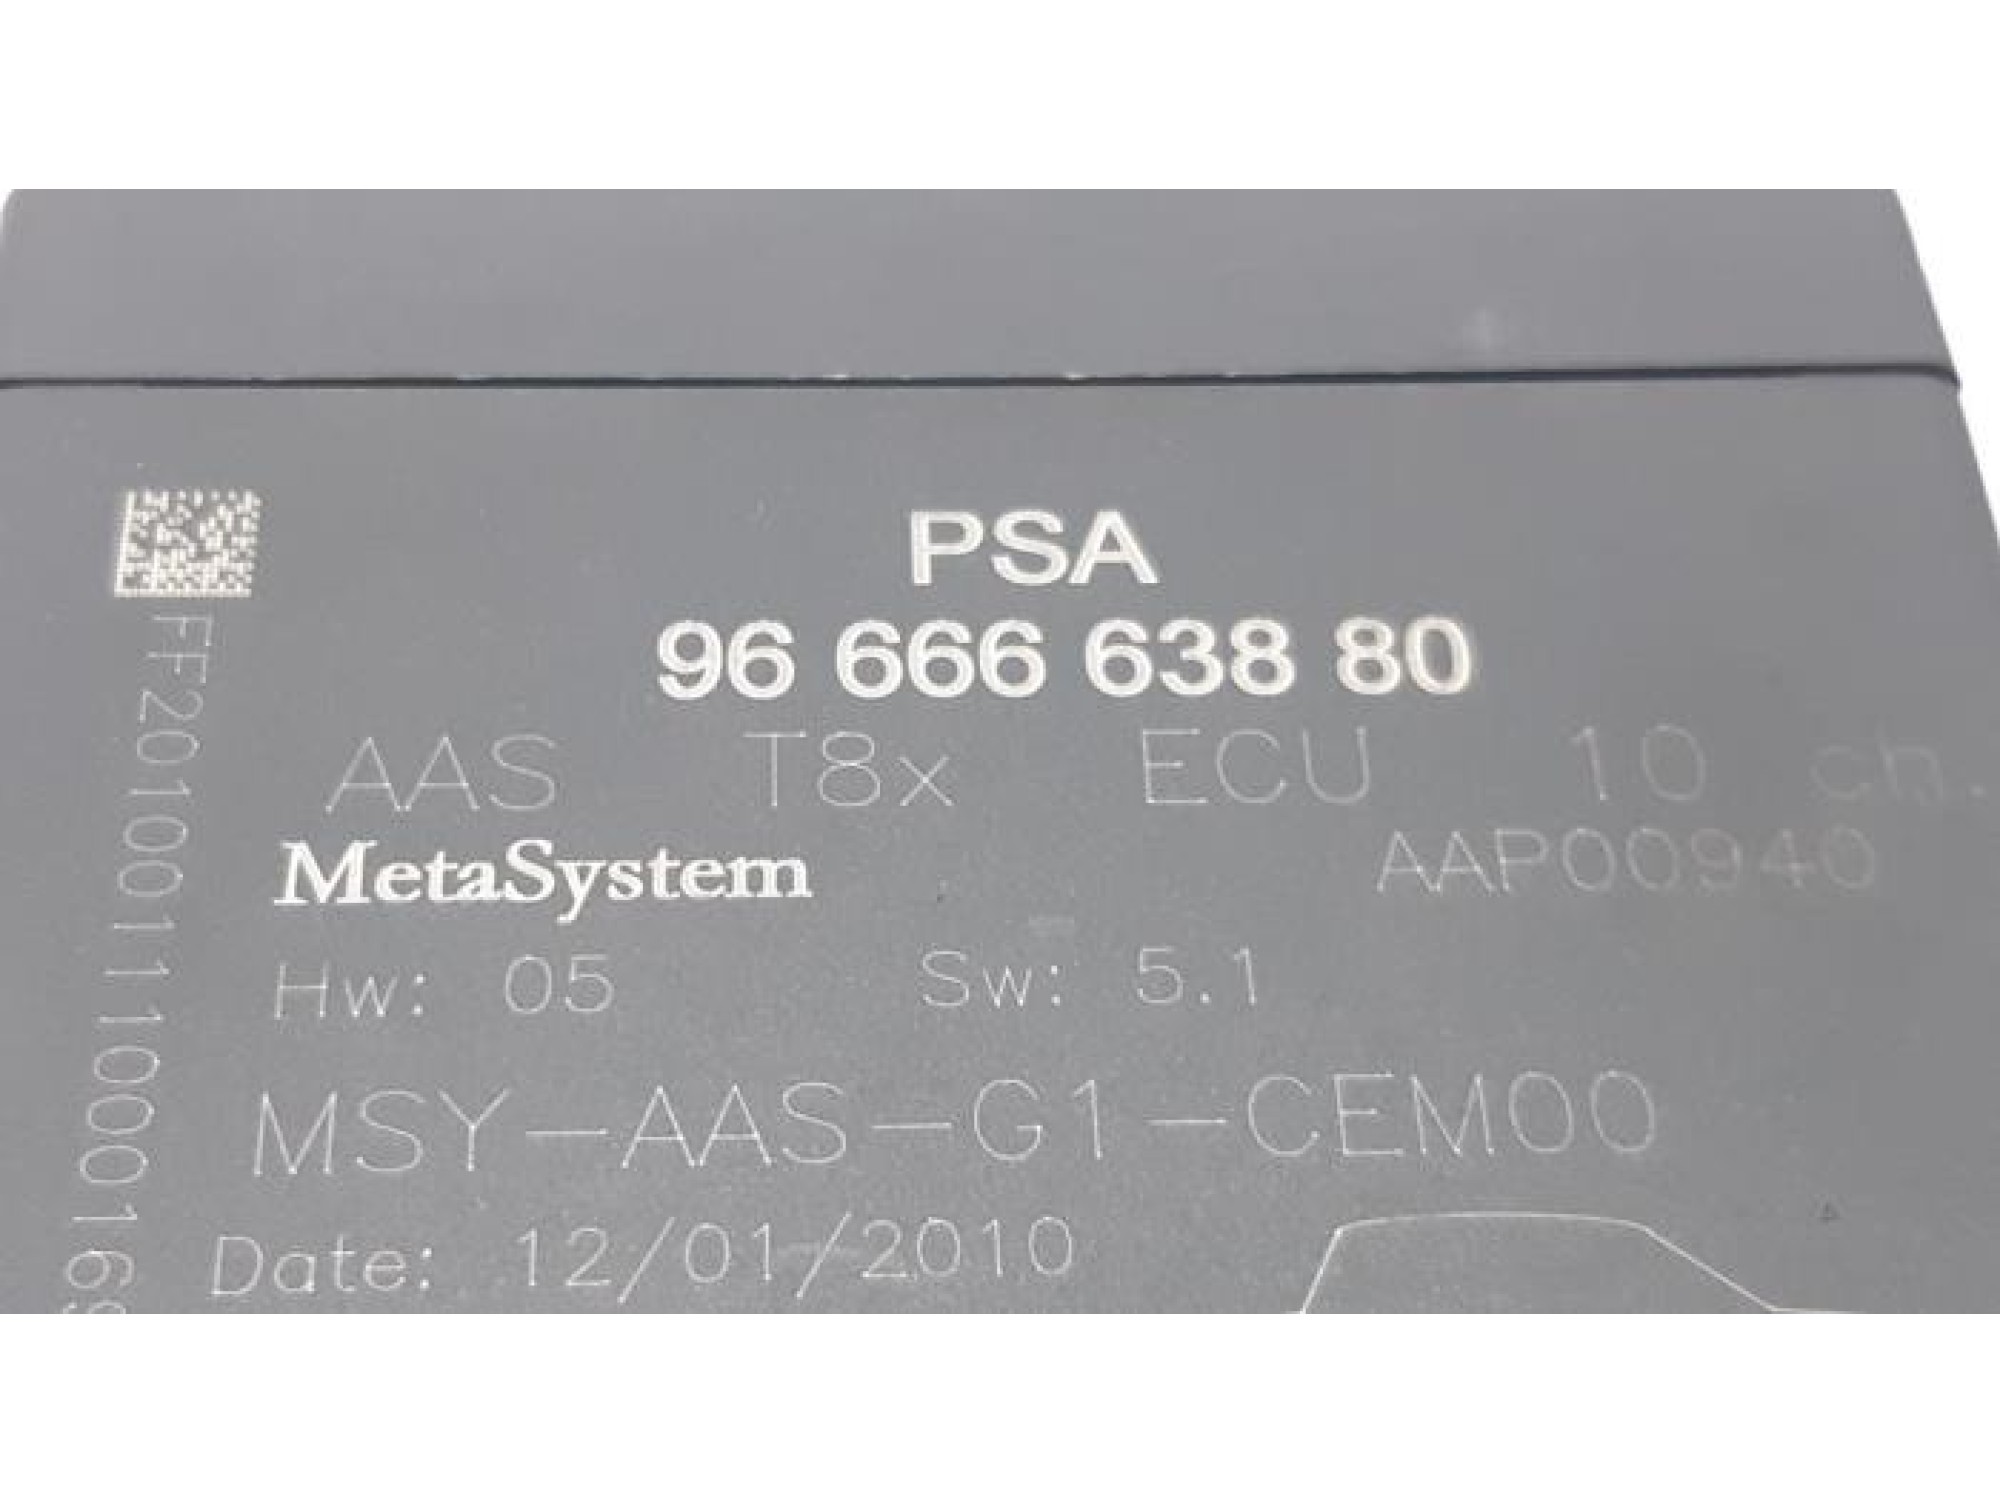 PSA
96 666 638 80
AAS T8x ECU 10 ch.
MetaSystem
AAP00940
Hw: 05 Sw: 5.1
MSY-AAS-G1-CEM00
Date: 12/01/2010